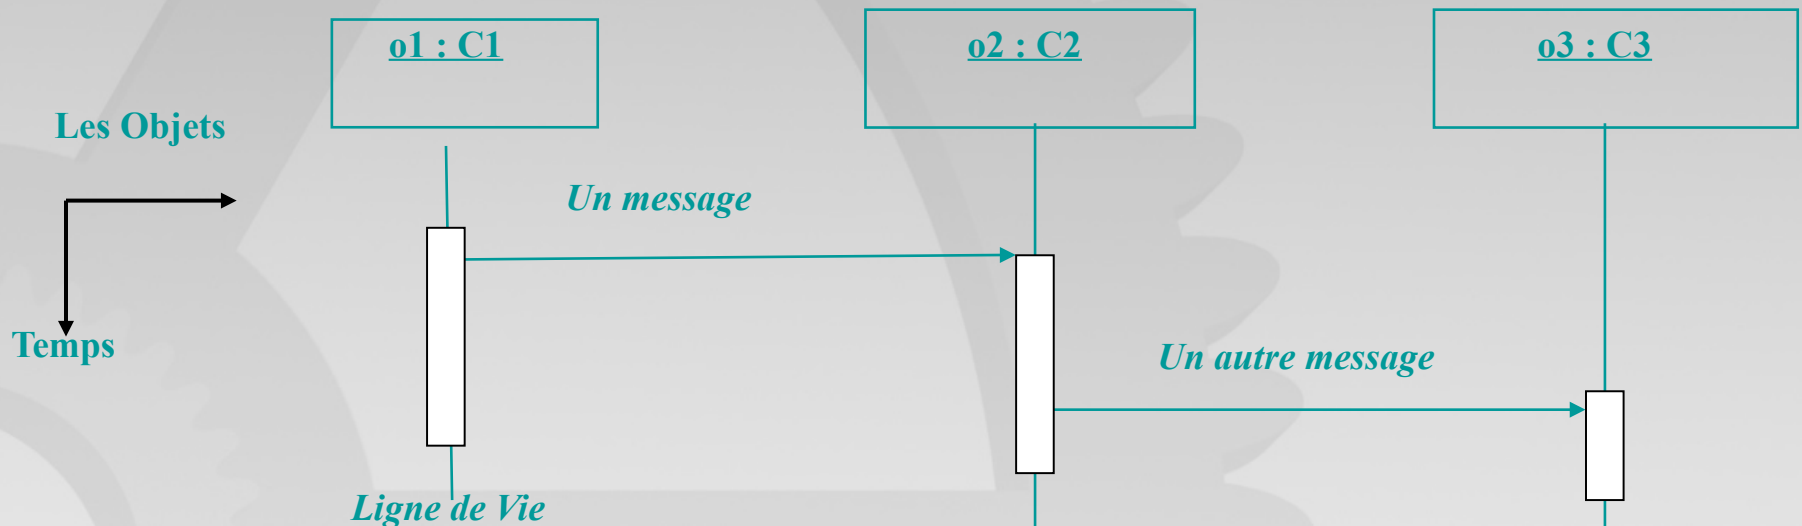 o1 : C1
o2 : C2
o3 : C3
Les Objets
Un message
Temps
Un autre message
Ligne de Vie